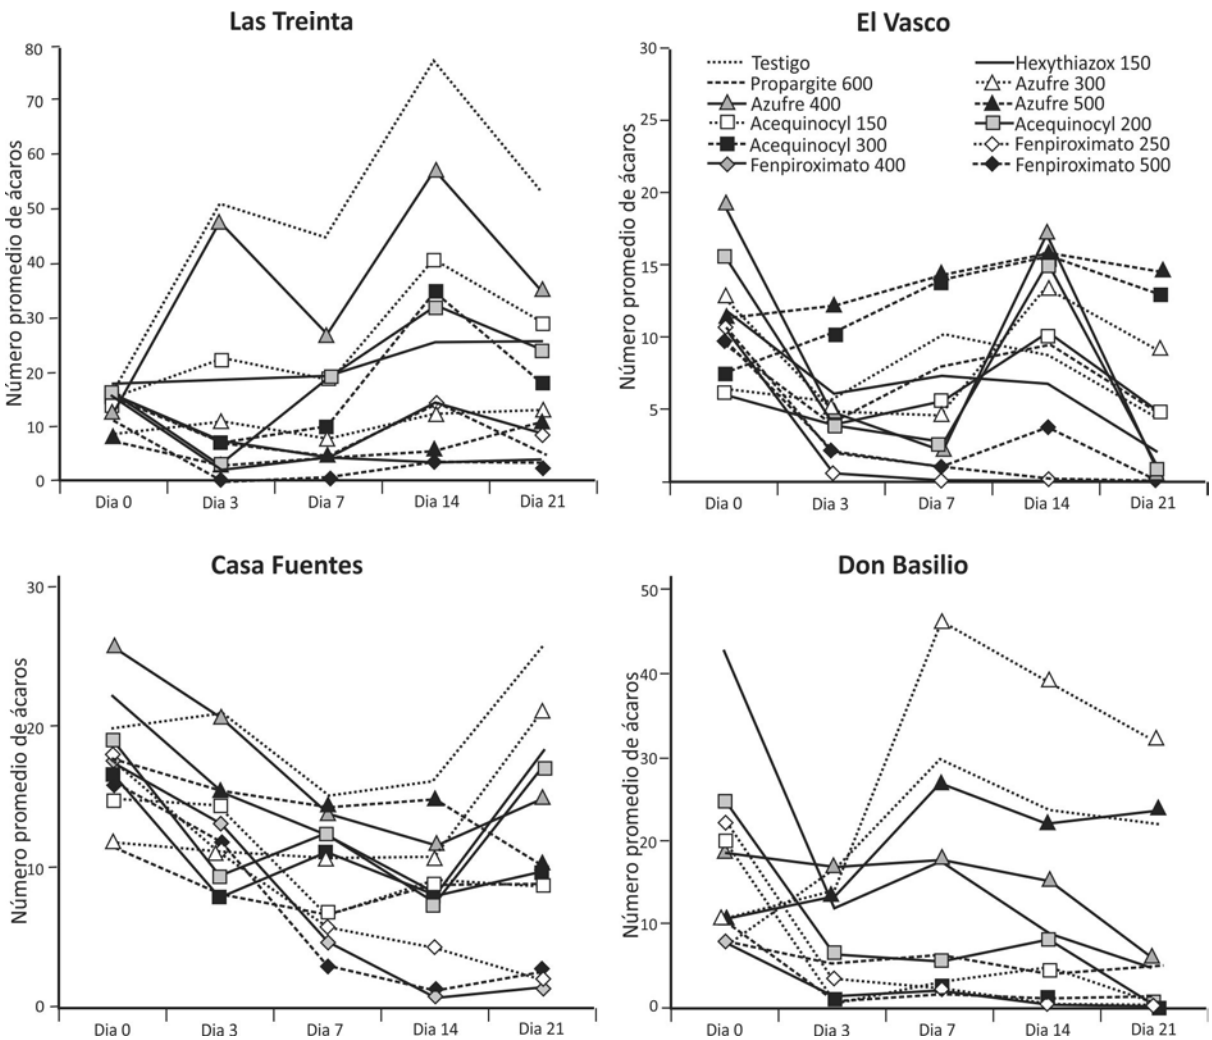 Las Treinta
Número promedio de ácaros
80
70
60
50
40
30
20
10
0
Dia 0 Dia 3 Dia 7 Dia 14 Dia 21
El Vasco
Número promedio de ácaros
30
25
20
15
10
5
Testigo
Hexythiazox 150
Propargite 600
Azufre 300
Azufre 400
Azufre 500
Acequinocyl 150
Acequinocyl 200
Acequinocyl 300
Fenpiroximato 250
Fenpiroximato 400
Fenpiroximato 500
Dia 0 Dia 3 Dia 7 Dia 14 Dia 21
Casa Fuentes
Número promedio de ácaros
30
20
10
0
Dia 0 Dia 3 Dia 7 Dia 14 Dia 21
Don Basilio
Número promedio de ácaros
50
40
30
20
10
0
Dia 0 Dia 3 Dia 7 Dia 14 Dia 21